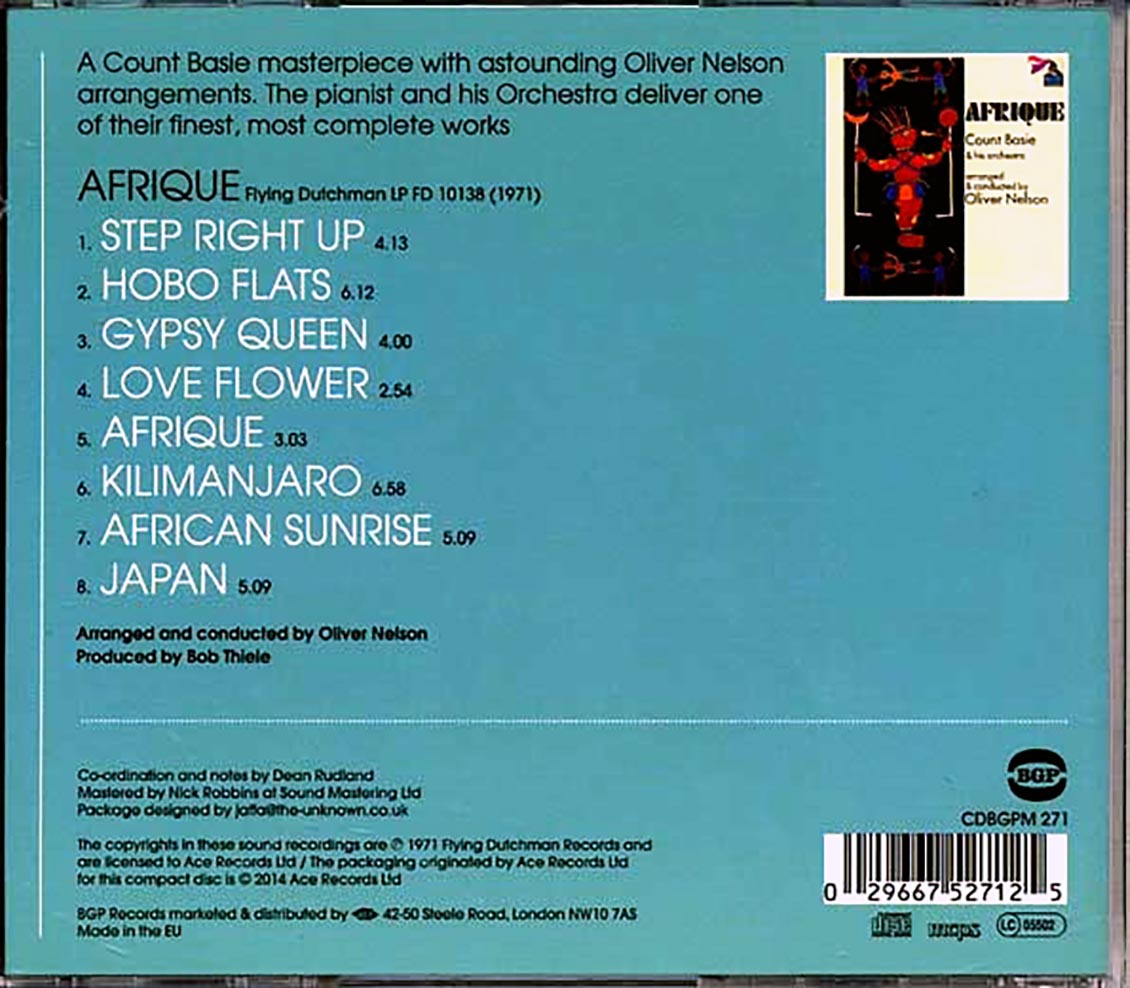 A Count Basie masterpiece with astounding Oliver Nelson
arrangements. The pianist and his Orchestra deliver one
of their finest, most complete works
AFRIQUE Flying Dutchman LP FD 10138 (1971)
1. STEP RIGHT UP 4.13
2. HOBO FLATS 6.12
3. GYPSY QUEEN 4.00
4. LOVE FLOWER 2.54
5. AFRIQUE 3.03
6. KILIMANJARO 6.58
7. AFRICAN SUNRISE 5.09
8. JAPAN 5.09
Arranged and conducted by Oliver Nelson
Produced by Bob Thiele
AFRIQUE
Count Basie
& his orchestra
arranged
& conducted by
Oliver Nelson
Co-ordination and notes by Dean Rudland
Mastered by Nick Robbins at Sound Mastering Ltd
Package designed by jaffa@the-unknown.co.uk
The copyrights in these sound recordings are ℗ 1971 Flying Dutchman Records and
are licensed to Ace Records Ltd / The packaging originated by Ace Records Ltd
for this compact disc is © 2014 Ace Records Ltd
BGP Records marketed & distributed by 42-50 Steele Road, London NW10 7AS
Made in the EU
BGP
CDBGPM 271
0 29667 52712 5
disc mcps LC 05502